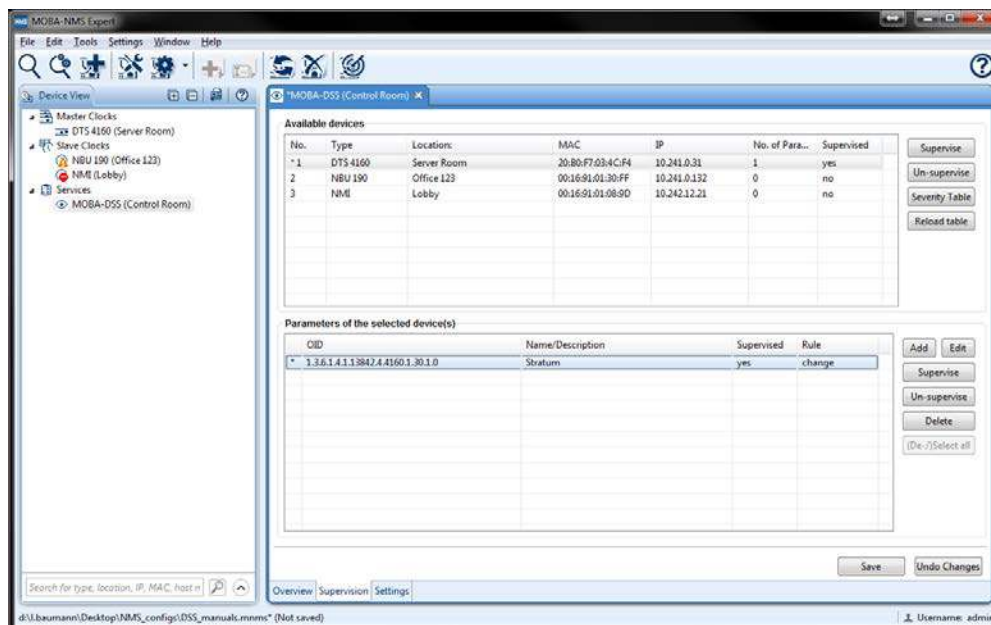 MOBA-NMS Expert
File Edit Tools Settings Window Help
Device View
Master Clocks
DTS 4160 (Server Room)
Slave Clocks
NBU 190 (Office 123)
NMI (Lobby)
Services
MOBA-DSS (Control Room)
Search for type, location, IP, MAC, host n
*MOBA-DSS (Control Room)
Available devices
No. Type Location: MAC IP No. of Para... Supervised
* 1 DTS 4160 Server Room 20:B0:F7:03:4C:F4 10.241.0.31 1 yes
2 NBU 190 Office 123 00:16:91:01:30:FF 10.241.0.132 0 no
3 NMI Lobby 00:16:91:01:08:9D 10.242.12.21 0 no
Supervise
Un-supervise
Severity Table
Reload table
Parameters of the selected device(s)
OID Name/Description Supervised Rule
* 1.3.6.1.4.1.13842.4.4160.1.30.1.0 Stratum yes change
Add Edit
Supervise
Un-supervise
Delete
(De-/)Select all
Save Undo Changes
Overview Supervision Settings
d:\l.baumann\Desktop\NMS_configs\DSS_manuals.mnms* (Not saved)
Username: admin